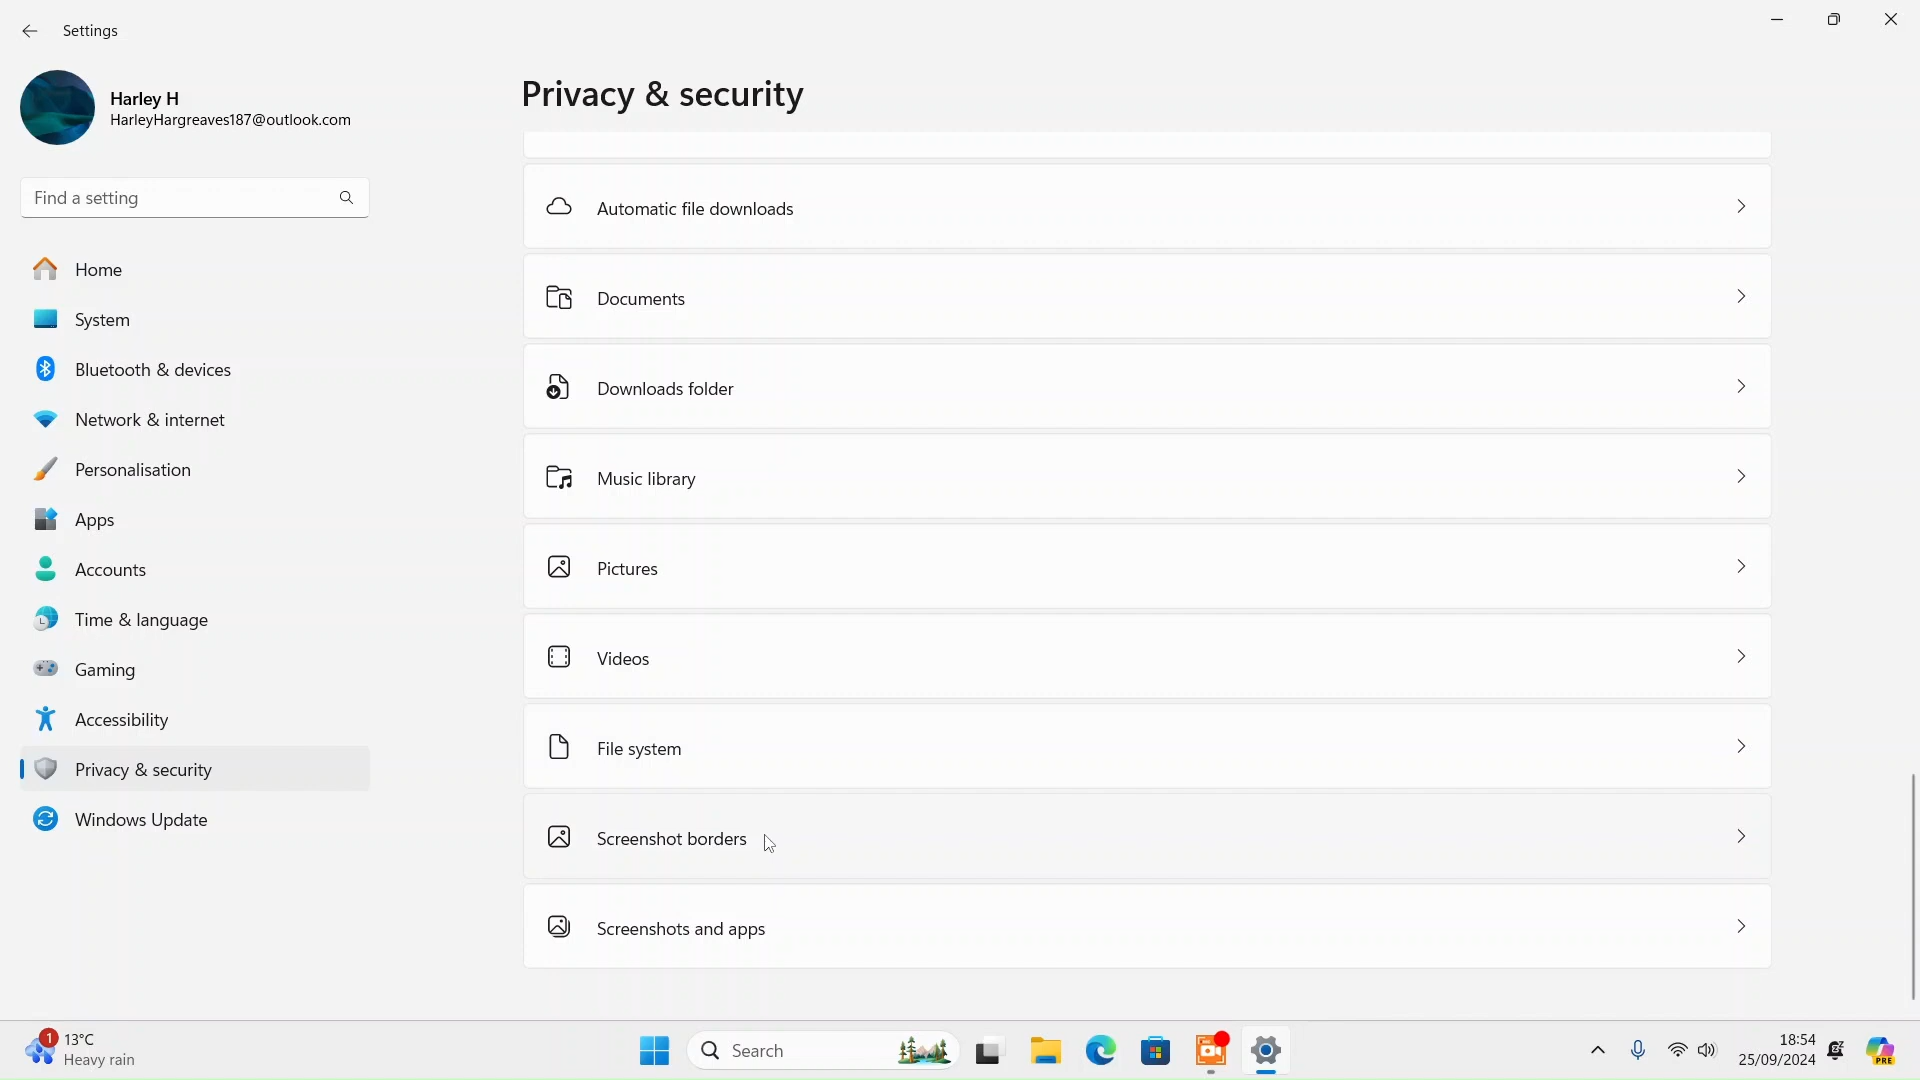 Settings
Harley H
HarleyHargreaves187@outlook.com
Find a setting
Home
System
Bluetooth & devices
Network & internet
Personalisation
Apps
Accounts
Time & language
Gaming
Accessibility
Privacy & security
Windows Update
Privacy & security
Automatic file downloads
Documents
Downloads folder
Music library
Pictures
Videos
File system
Screenshot borders
Screenshots and apps
1
13°C
Heavy rain
Search
18:54
25/09/2024
PRE